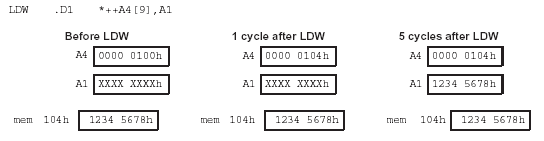 LDW .D1 *++A4[9],A1
Before LDW 1 cycle after LDW 5 cycles after LDW
A4 0000 0100h A4 0000 0104h A4 0000 0104h
A1 XXXX XXXXh A1 XXXX XXXXh A1 1234 5678h
mem 104h 1234 5678h mem 104h 1234 5678h mem 104h 1234 5678h